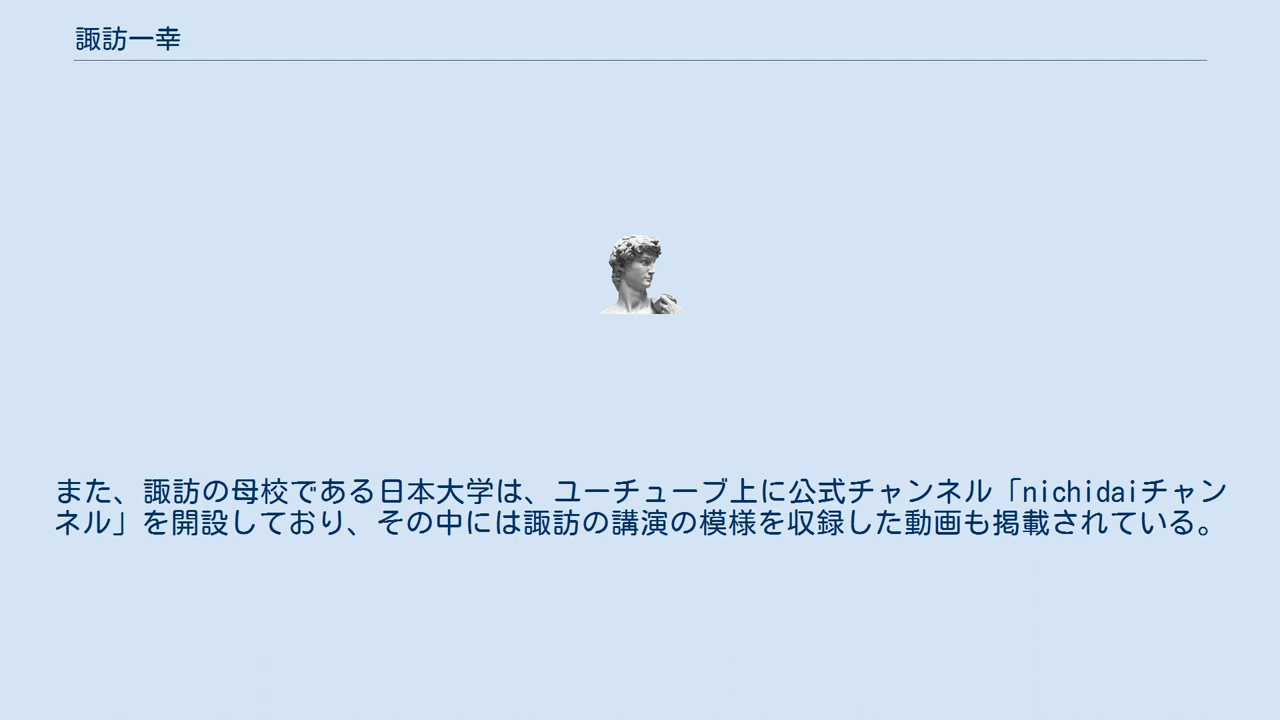 諏訪一幸
また、諏訪の母校である日本大学は、ユーチューブ上に公式チャンネル「nichidaiチャン
ネル」を開設しており、その中には諏訪の講演の模様を収録した動画も掲載されている。